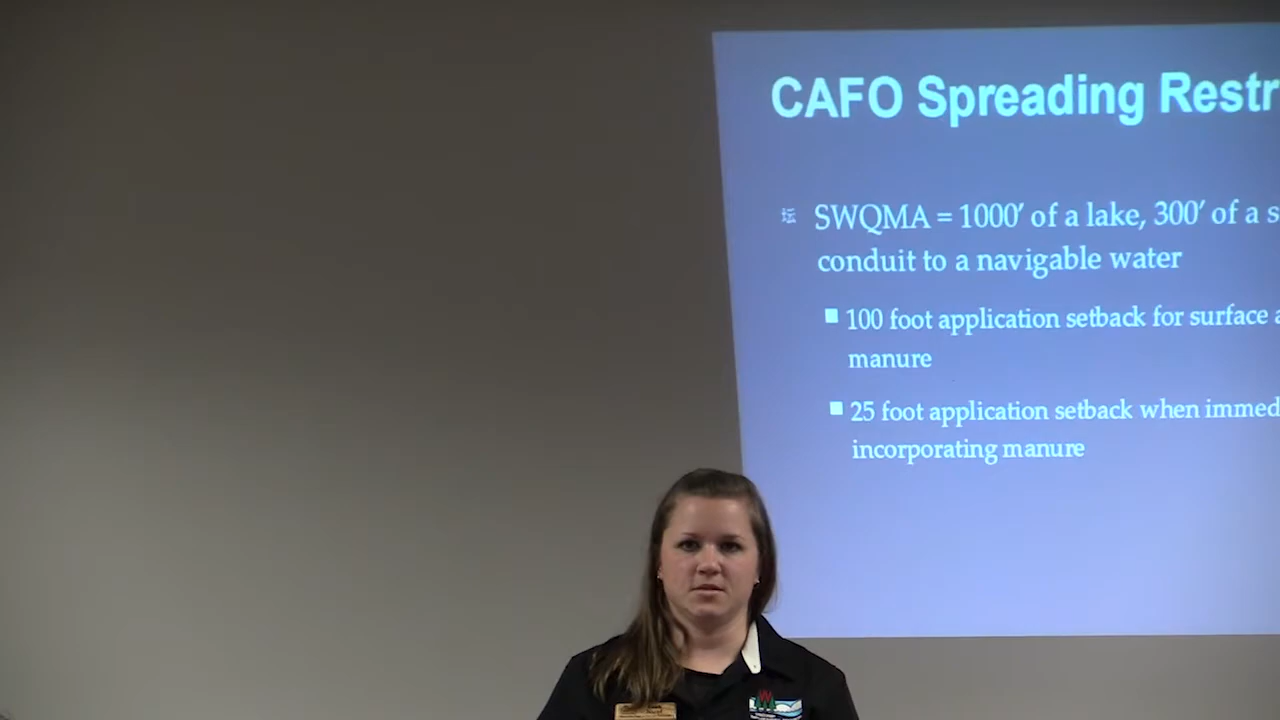 CAFO Spreading Restr
SWQMA = 1000' of a lake, 300' of a s
conduit to a navigable water
100 foot application setback for surface a
manure
25 foot application setback when immed
incorporating manure